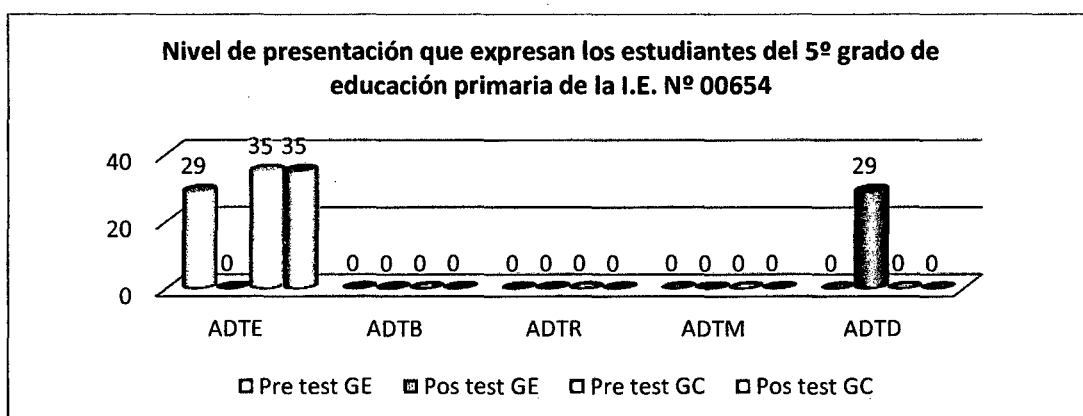 Nivel de presentación que expresan los estudiantes del 5º grado de
educación primaria de la I.E. Nº 00654
40
20
0
29 0 35 35
0 0 0 0
0 0 0 0
0 0 0 0
0 29 0 0
ADTE ADTB ADTR ADTM ADTD
Pre test GE Pos test GE Pre test GC Pos test GC